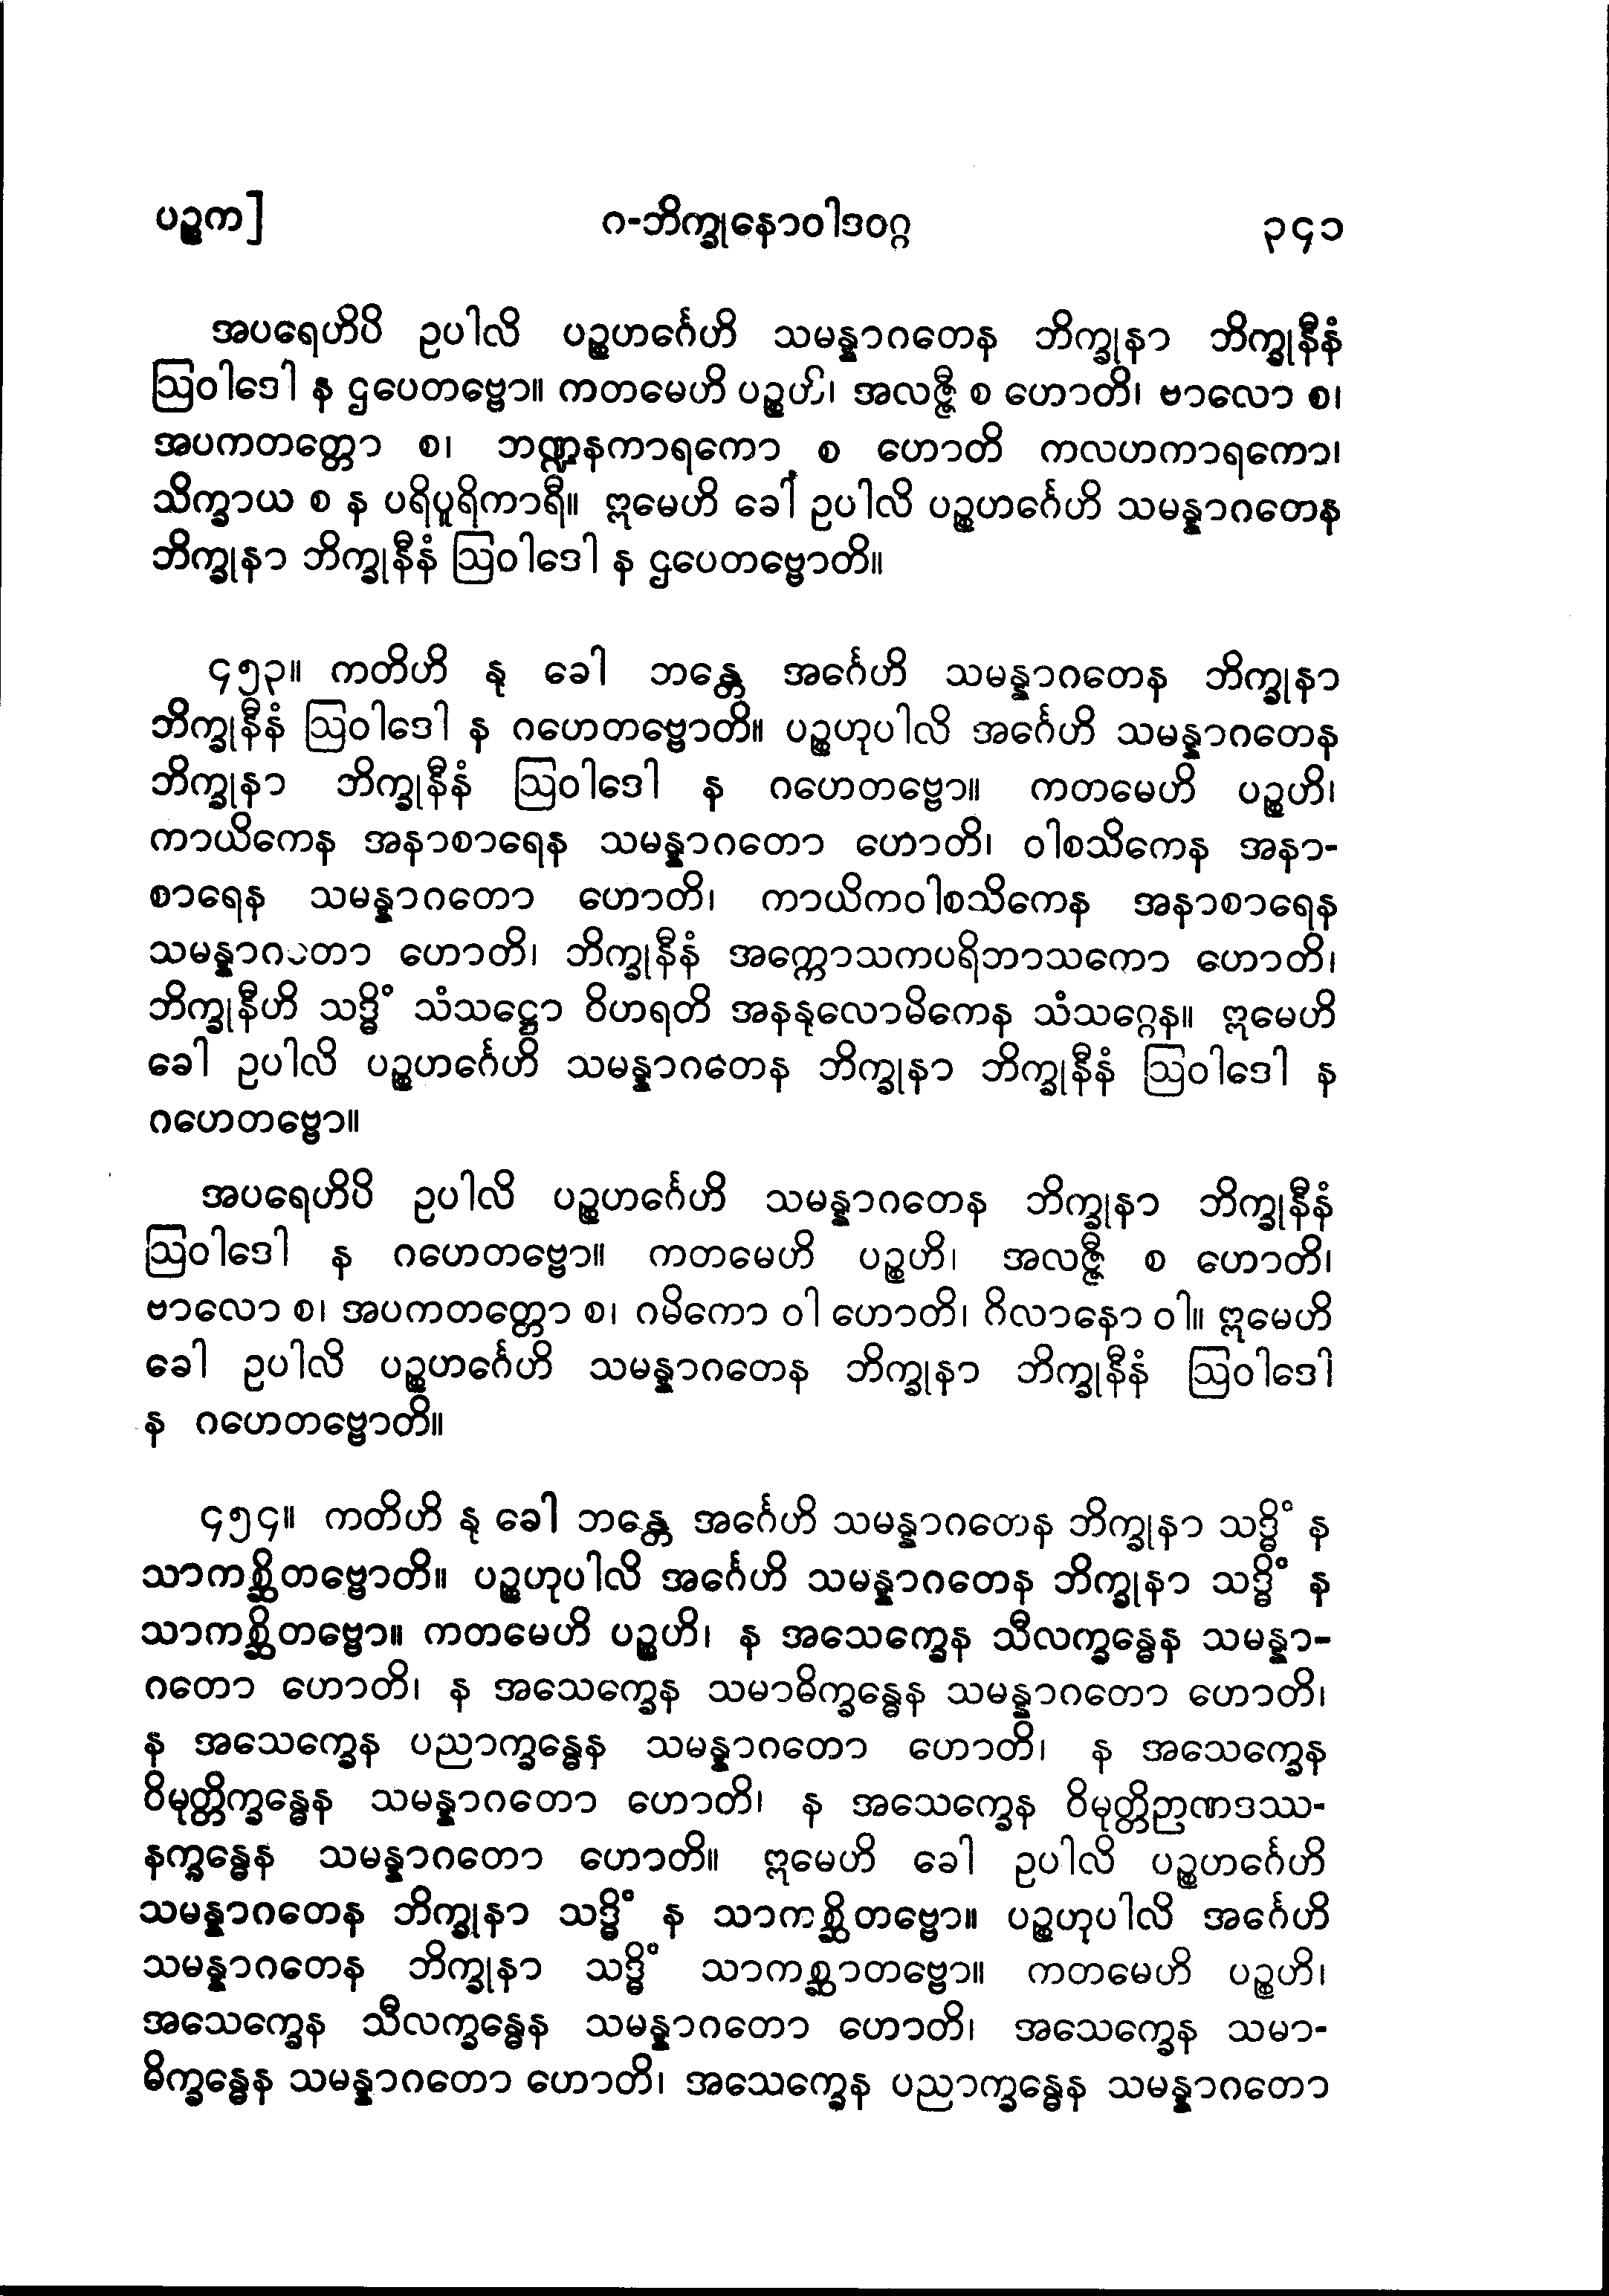 ပဉ္စက]
ဂ-ဘိက္ခုနောဝါဒဝဂ္ဂ
၃၄၁
အပရေဟိပိ ဥပါလိ ပဉ္စဟင်္ဂေဟိ သမန္နာဂတေန ဘိက္ခုနာ ဘိက္ခုနီနံ
ဩဝါဒေါ န ဌပေတဗ္ဗော။ ကတမေဟိ ပဉ္စဟိ၊ အလဇ္ဇီ စ ဟောတိ၊ ဗာလော စ၊
အပကတတ္တော စ၊ ဘဏ္ဍနကာရကော စ ဟောတိ ကလဟကာရကော၊
သိက္ခာယ စ န ပရိပူရိကာရီ။ ဣမေဟိ ခေါ ဥပါလိ ပဉ္စဟင်္ဂေဟိ သမန္နာဂတေန
ဘိက္ခုနာ ဘိက္ခုနီနံ ဩဝါဒေါ န ဌပေတဗ္ဗောတိ။
၄၅၃။ ကတိဟိ နု ခေါ ဘန္တေ အင်္ဂေဟိ သမန္နာဂတေန ဘိက္ခုနာ
ဘိက္ခုနီနံ ဩဝါဒေါ န ဂဟေတဗ္ဗောတိ။ ပဉ္စဟုပါလိ အင်္ဂေဟိ သမန္နာဂတေန
ဘိက္ခုနာ ဘိက္ခုနီနံ ဩဝါဒေါ န ဂဟေတဗ္ဗော။ ကတမေဟိ ပဉ္စဟိ၊
ကာယိကေန အနာစာရေန သမန္နာဂတော ဟောတိ၊ ဝါစသိကေန အနာ-
စာရေန သမန္နာဂတော ဟောတိ၊ ကာယိကဝါစသိကေန အနာစာရေန
သမန္နာဂတော ဟောတိ၊ ဘိက္ခုနီနံ အက္ကောသကပရိဘာသကော ဟောတိ၊
ဘိက္ခုနီဟိ သဒ္ဓိံ သံသဋ္ဌော ဝိဟရတိ အနနုလောမိကေန သံသဂ္ဂေန။ ဣမေဟိ
ခေါ ဥပါလိ ပဉ္စဟင်္ဂေဟိ သမန္နာဂတေန ဘိက္ခုနာ ဘိက္ခုနီနံ ဩဝါဒေါ န
ဂဟေတဗ္ဗော။
အပရေဟိပိ ဥပါလိ ပဉ္စဟင်္ဂေဟိ သမန္နာဂတေန ဘိက္ခုနာ ဘိက္ခုနီနံ
ဩဝါဒေါ န ဂဟေတဗ္ဗော။ ကတမေဟိ ပဉ္စဟိ၊ အလဇ္ဇီ စ ဟောတိ၊
ဗာလော စ၊ အပကတတ္တော စ၊ ဂမိကော ဝါ ဟောတိ၊ ဂိလာနော ဝါ။ ဣမေဟိ
ခေါ ဥပါလိ ပဉ္စဟင်္ဂေဟိ သမန္နာဂတေန ဘိက္ခုနာ ဘိက္ခုနီနံ ဩဝါဒေါ
န ဂဟေတဗ္ဗောတိ။
၄၅၄။ ကတိဟိ နု ခေါ ဘန္တေ အင်္ဂေဟိ သမန္နာဂတေန ဘိက္ခုနာ သဒ္ဓိံ န
သာကစ္ဆိတဗ္ဗောတိ။ ပဉ္စဟုပါလိ အင်္ဂေဟိ သမန္နာဂတေန ဘိက္ခုနာ သဒ္ဓိံ န
သာကစ္ဆိတဗ္ဗော။ ကတမေဟိ ပဉ္စဟိ၊ န အသေက္ခေန သီလက္ခန္ဓေန သမန္နာ-
ဂတော ဟောတိ၊ န အသေက္ခေန သမာဓိက္ခန္ဓေန သမန္နာဂတော ဟောတိ၊
န အသေက္ခေန ပညာက္ခန္ဓေန သမန္နာဂတော ဟောတိ၊ န အသေက္ခေန
ဝိမုတ္တိက္ခန္ဓေန သမန္နာဂတော ဟောတိ၊ န အသေက္ခေန ဝိမုတ္တိဉာဏဒဿ-
နက္ခန္ဓေန သမန္နာဂတော ဟောတိ။ ဣမေဟိ ခေါ ဥပါလိ ပဉ္စဟင်္ဂေဟိ
သမန္နာဂတေန ဘိက္ခုနာ သဒ္ဓိံ န သာကစ္ဆိတဗ္ဗော။ ပဉ္စဟုပါလိ အင်္ဂေဟိ
သမန္နာဂတေန ဘိက္ခုနာ သဒ္ဓိံ သာကစ္ဆာတဗ္ဗော။ ကတမေဟိ ပဉ္စဟိ၊
အသေက္ခေန သီလက္ခန္ဓေန သမန္နာဂတော ဟောတိ၊ အသေက္ခေန သမာ-
ဓိက္ခန္ဓေန သမန္နာဂတော ဟောတိ၊ အသေက္ခေန ပညာက္ခန္ဓေန သမန္နာဂတော